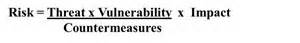 Risk = Threat x Vulnerability x Impact
Countermeasures